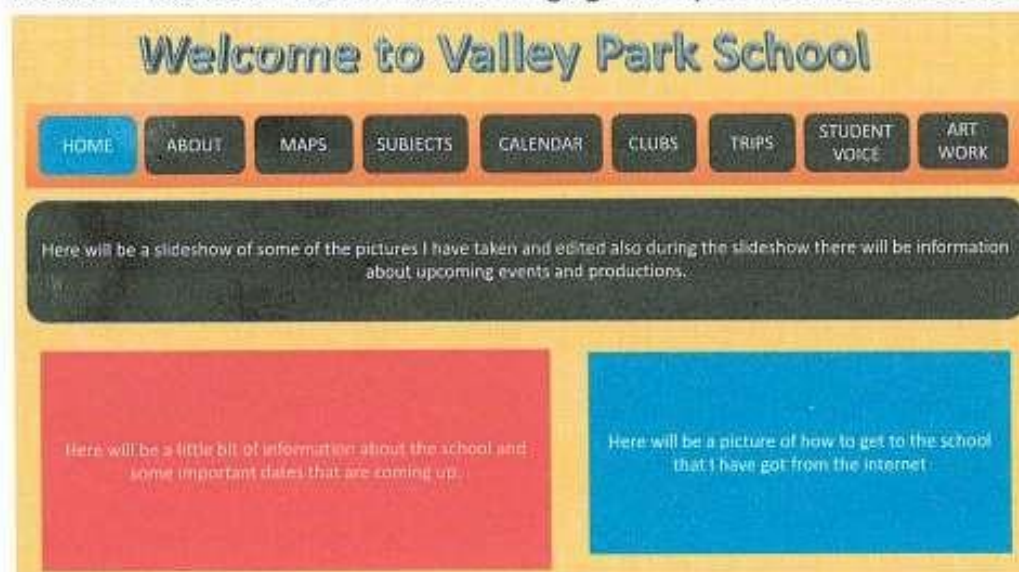 Welcome to Valley Park School
HOME ABOUT MAPS SUBJECTS CALENDAR CLUBS TRIPS STUDENT VOICE ART WORK
Here will be a slideshow of some of the pictures I have taken and edited also during the slideshow there will be information
about upcoming events and productions.
Here will be a little bit of information about the school and
some important dates that are coming up.
Here will be a picture of how to get to the school
that I have got from the internet